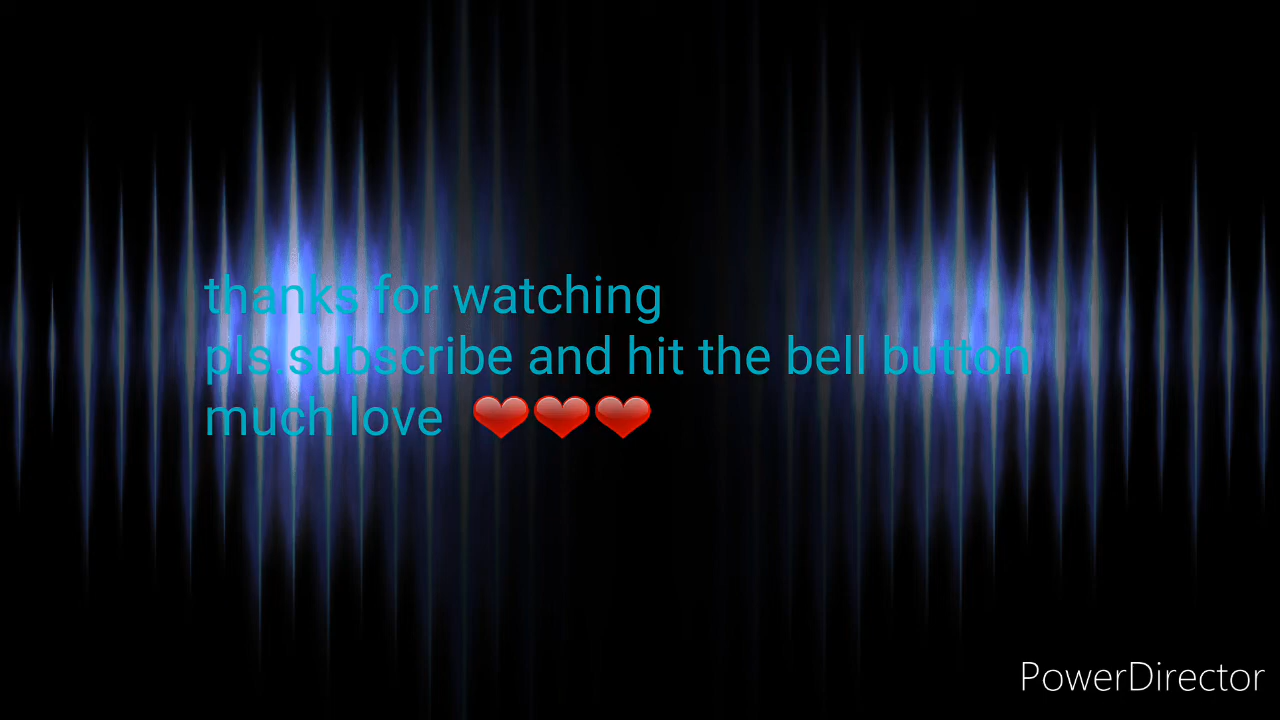 thanks for watching
pls.subscribe and hit the bell button
much love ❤❤❤
PowerDirector